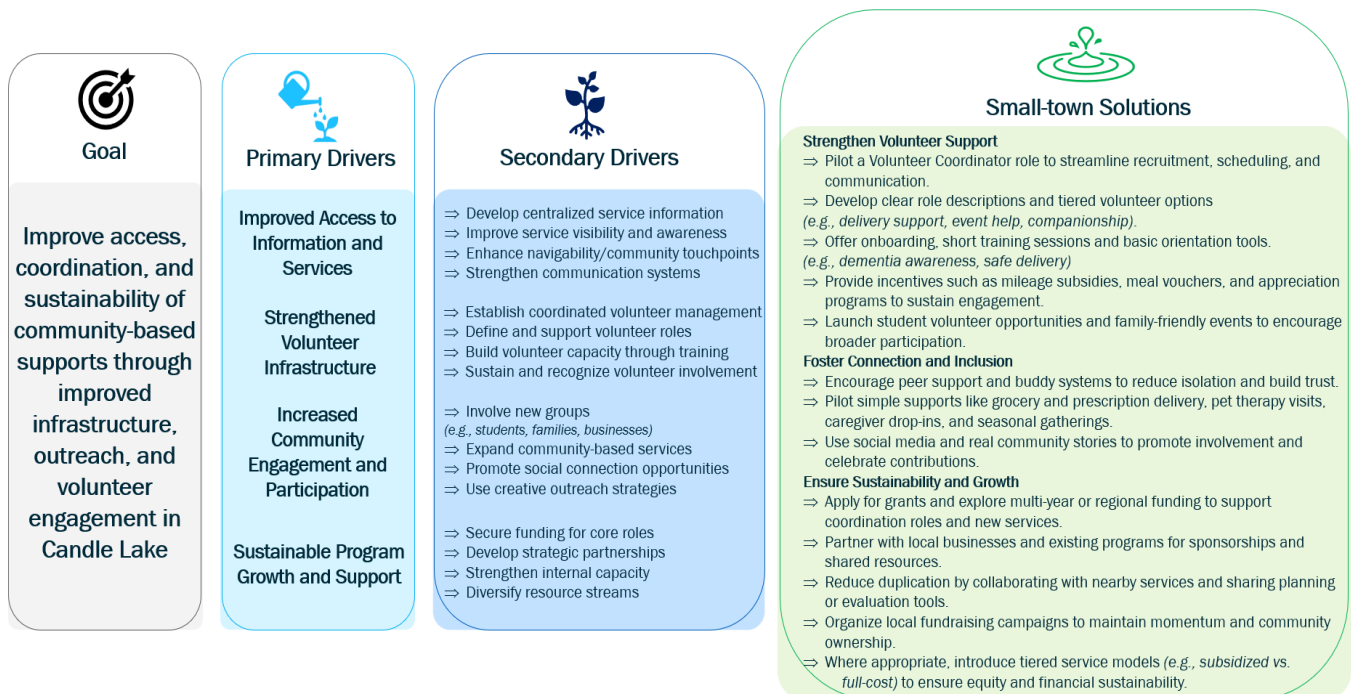 Goal
Improve access,
coordination, and
sustainability of
community-based
supports through
improved
infrastructure,
outreach, and
volunteer
engagement in
Candle Lake
Primary Drivers
Improved Access to
Information and
Services
Strengthened
Volunteer
Infrastructure
Increased
Community
Engagement and
Participation
Sustainable Program
Growth and Support
Secondary Drivers
⇒ Develop centralized service information
⇒ Improve service visibility and awareness
⇒ Enhance navigability/community touchpoints
⇒ Strengthen communication systems
⇒ Establish coordinated volunteer management
⇒ Define and support volunteer roles
⇒ Build volunteer capacity through training
⇒ Sustain and recognize volunteer involvement
⇒ Involve new groups
(e.g., students, families, businesses)
⇒ Expand community-based services
⇒ Promote social connection opportunities
⇒ Use creative outreach strategies
⇒ Secure funding for core roles
⇒ Develop strategic partnerships
⇒ Strengthen internal capacity
⇒ Diversify resource streams
Small-town Solutions
Strengthen Volunteer Support
⇒ Pilot a Volunteer Coordinator role to streamline recruitment, scheduling, and
communication.
⇒ Develop clear role descriptions and tiered volunteer options
(e.g., delivery support, event help, companionship).
⇒ Offer onboarding, short training sessions and basic orientation tools.
(e.g., dementia awareness, safe delivery)
⇒ Provide incentives such as mileage subsidies, meal vouchers, and appreciation
programs to sustain engagement.
⇒ Launch student volunteer opportunities and family-friendly events to encourage
broader participation.
Foster Connection and Inclusion
⇒ Encourage peer support and buddy systems to reduce isolation and build trust.
⇒ Pilot simple supports like grocery and prescription delivery, pet therapy visits,
caregiver drop-ins, and seasonal gatherings.
⇒ Use social media and real community stories to promote involvement and
celebrate contributions.
Ensure Sustainability and Growth
⇒ Apply for grants and explore multi-year or regional funding to support
coordination roles and new services.
⇒ Partner with local businesses and existing programs for sponsorships and
shared resources.
⇒ Reduce duplication by collaborating with nearby services and sharing planning
or evaluation tools.
⇒ Organize local fundraising campaigns to maintain momentum and community
ownership.
⇒ Where appropriate, introduce tiered service models (e.g., subsidized vs.
full-cost) to ensure equity and financial sustainability.